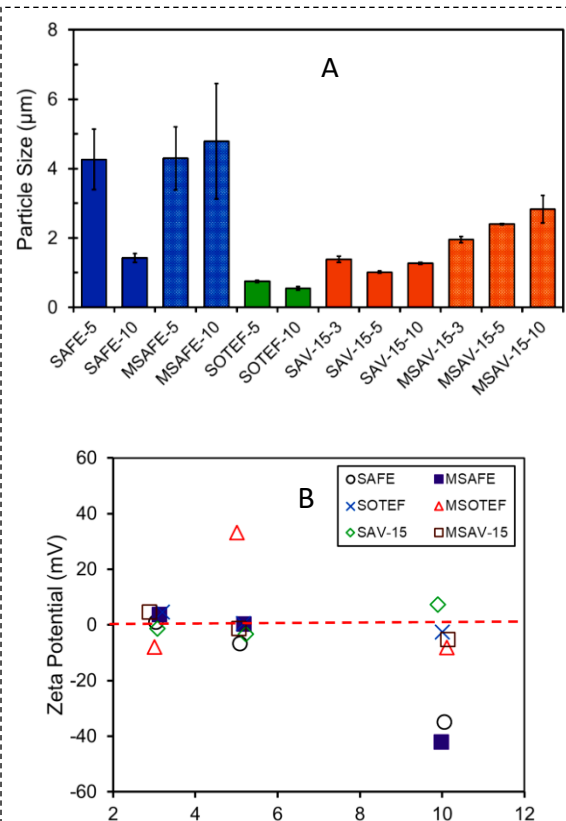 A
Particle Size (µm)
8
6
4
2
0
SAFE-5
SAFE-10
MSAFE-5
MSAFE-10
SOTEF-5
SOTEF-10
SAV-15-3
SAV-15-5
SAV-15-10
MSAV-15-3
MSAV-15-5
MSAV-15-10
B
Zeta Potential (mV)
60
40
20
0
-20
-40
-60
SAFE MSAFE
SOTEF MSOTEF
SAV-15 MSAV-15
2 4 6 8 10 12